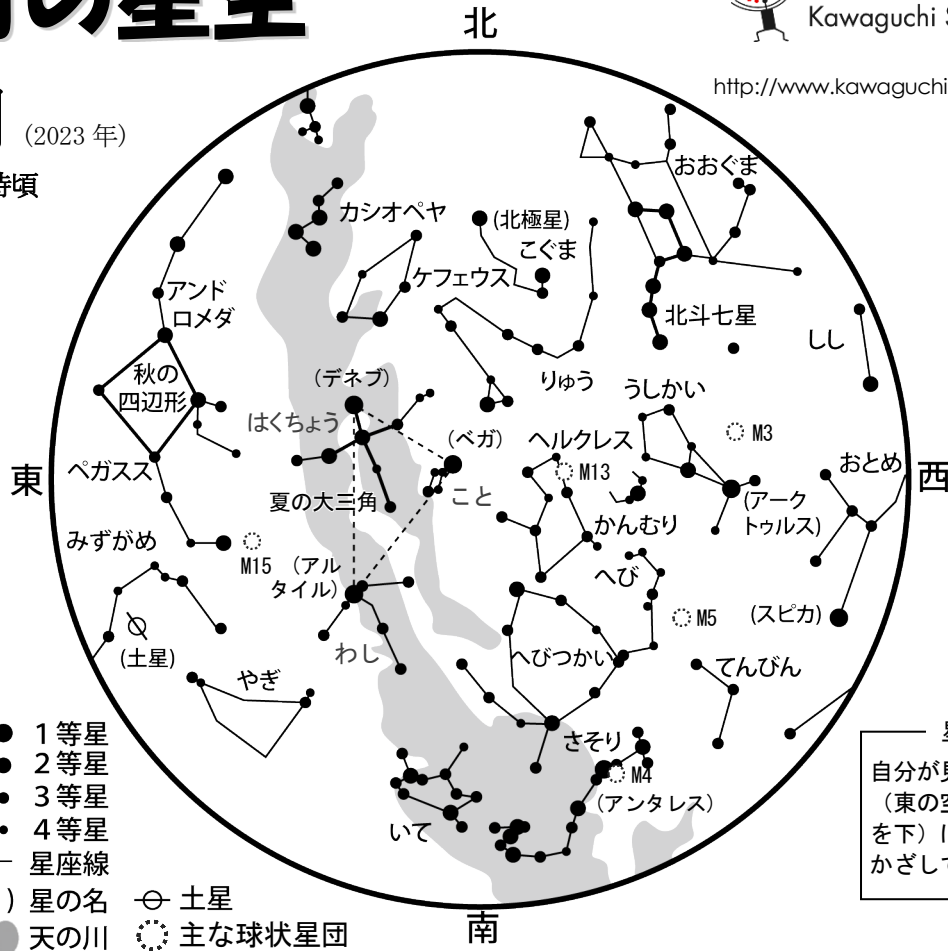 の星空
北
Kawaguchi S
http://www.kawaguchi
月
(2023 年)
時頃
おおぐま
カシオペヤ
(北極星)
こぐま
ケフェウス
アンド
ロメダ
北斗七星
しし
秋の
四辺形
(デネブ)
りゅう
うしかい
はくちょう
M3
(ベガ)
ヘルクレス
おとめ
ペガスス
M13
東
西
夏の大三角
こと
(アーク
トゥルス)
かんむり
みずがめ
M15
(アル
タイル)
へび
M5
(スピカ)
(土星)
わし
へびつかい
てんびん
やぎ
さそり
M4
(アンタレス)
いて
南
1等星
2等星
3等星
4等星
星座線
) 星の名
土星
天の川
主な球状星団
自分が見
(東の空
を下) に
かざして